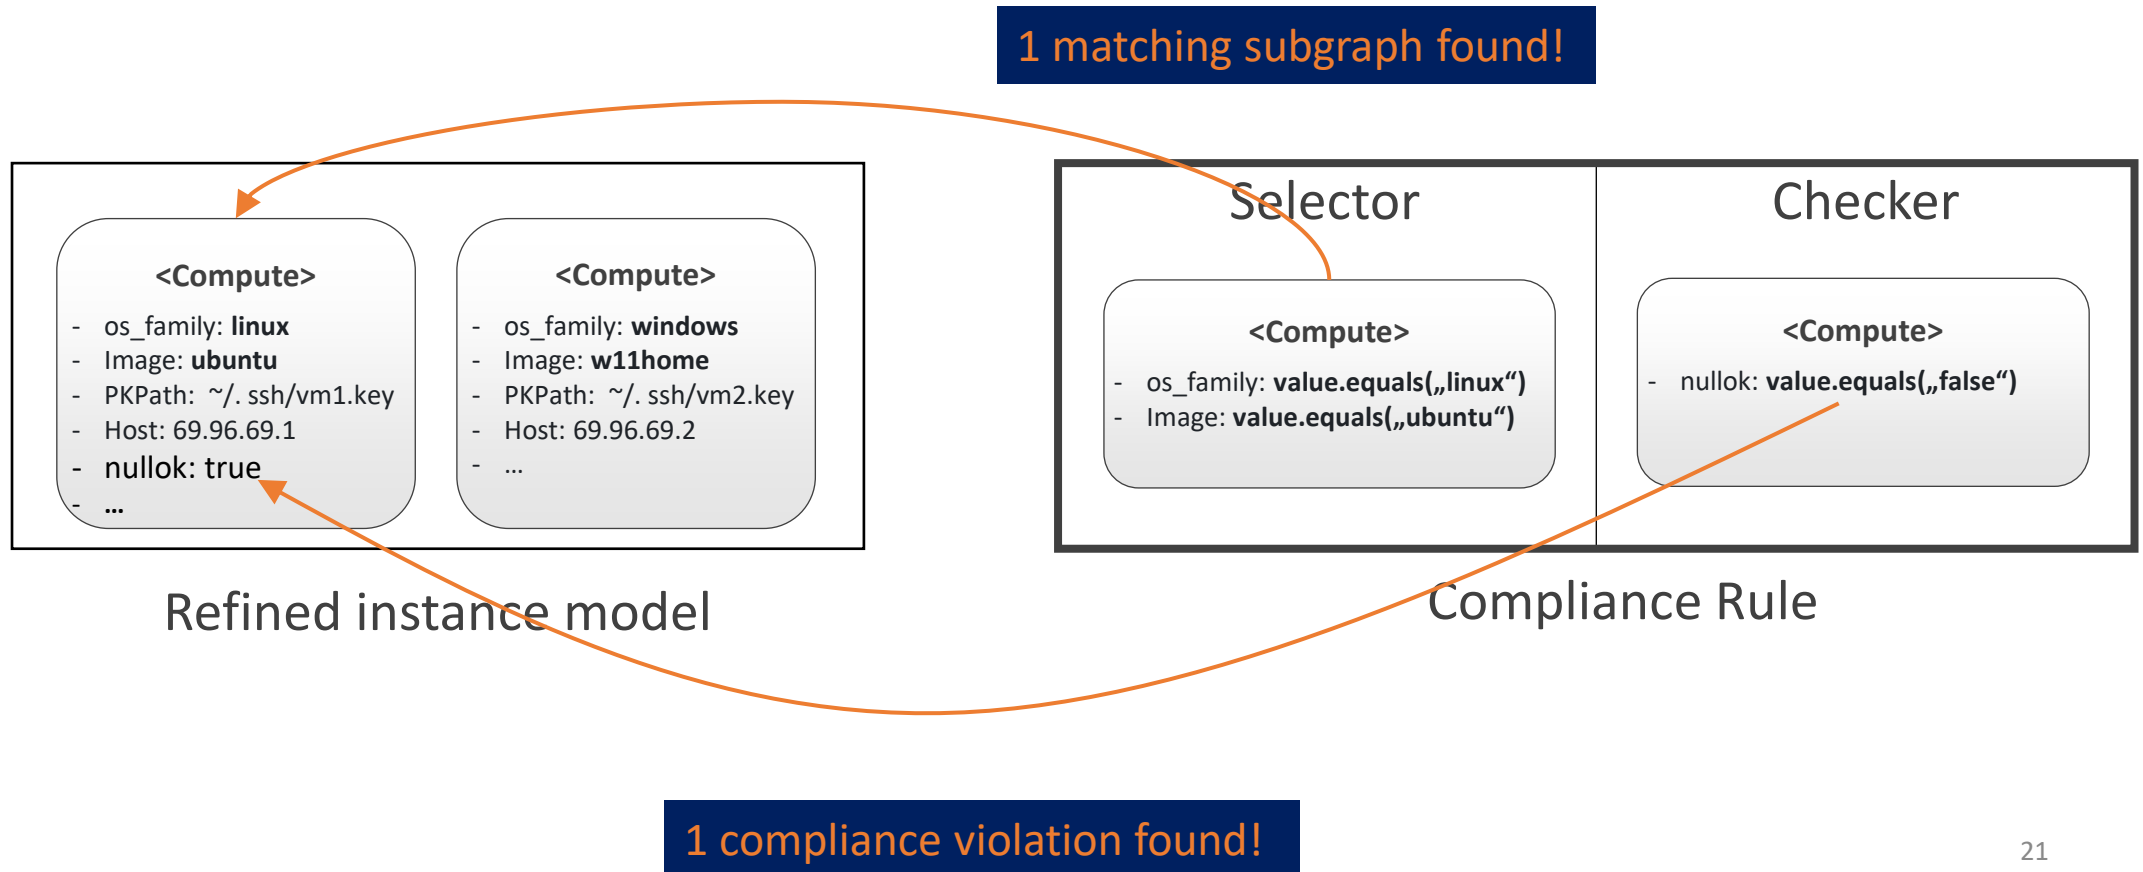 1 matching subgraph found!
<Compute>
- os_family: linux
- Image: ubuntu
- PKPath: ~/. ssh/vm1.key
- Host: 69.96.69.1
- nullok: true
- ...
<Compute>
- os_family: windows
- Image: w11home
- PKPath: ~/. ssh/vm2.key
- Host: 69.96.69.2
- ...
Refined instance model
Selector
<Compute>
- os_family: value.equals(„linux“)
- Image: value.equals(„ubuntu“)
Checker
<Compute>
- nullok: value.equals(„false“)
Compliance Rule
1 compliance violation found!
21